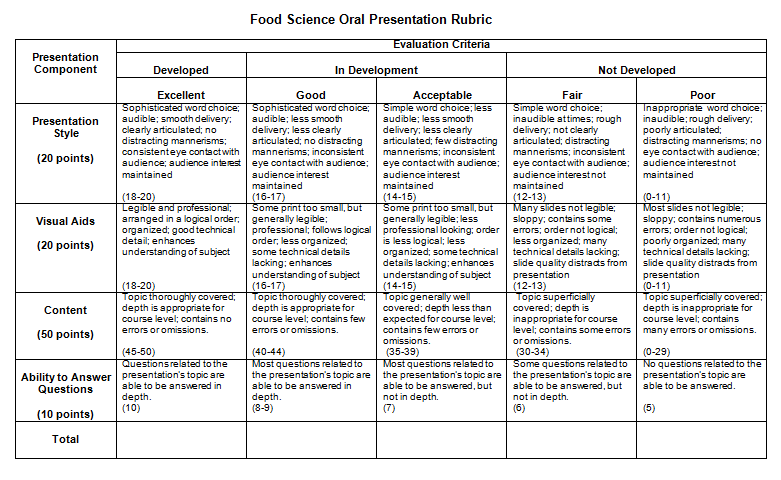 Food Science Oral Presentation Rubric
Presentation
Component
Evaluation Criteria
Developed
In Development
Not Developed
Excellent
Good
Acceptable
Fair
Poor
Presentation
Style
(20 points)
Sophisticated word choice;
audible; smooth delivery;
clearly articulated; no
distracting mannerisms;
consistent eye contact with
audience; audience interest
maintained
(18-20)
Sophisticated word choice;
audible; less smooth
delivery; less clearly
articulated; no distracting
mannerisms; inconsistent
eye contact with audience;
audience interest
maintained
(16-17)
Simple word choice; less
audible; less smooth
delivery; less clearly
articulated; few distracting
mannerisms; inconsistent
eye contact with audience;
audience interest
maintained
(14-15)
Simple word choice;
inaudible at times; rough
delivery; not clearly
articulated; distracting
mannerisms; inconsistent
eye contact with audience;
audience interest not
maintained
(12-13)
Inappropriate word choice;
inaudible; rough delivery;
poorly articulated;
distracting mannerisms; no
eye contact with audience;
audience interest not
maintained
(0-11)
Visual Aids
(20 points)
Legible and professional;
arranged in a logical order;
organized; good technical
detail; enhances
understanding of subject
(18-20)
Some print too small, but
generally legible;
professional; follows logical
order; less organized;
some technical details
lacking; enhances
understanding of subject
(16-17)
Some print too small, but
generally legible; less
professional looking; order
is less logical; less
organized; some technical
details lacking; enhances
understanding of subject
(14-15)
Many slides not legible;
sloppy; contains some
errors; order not logical;
less organized; many
technical details lacking;
slide quality distracts from
presentation
(12-13)
Most slides not legible;
sloppy; contains numerous
errors; order not logical;
poorly organized; many
technical details lacking;
slide quality distracts from
presentation
(0-11)
Content
(50 points)
Topic thoroughly covered;
depth is appropriate for
course level; contains no
errors or omissions.
(45-50)
Topic thoroughly covered;
depth is appropriate for
course level; contains few
errors or omissions.
(40-44)
Topic generally well
covered; depth less than
expected for course level;
contains few errors or
omissions.
(35-39)
Topic superficially
covered; depth is
inappropriate for course
level; contains some errors
or omissions.
(30-34)
Topic superficially covered;
depth is inappropriate for
course level; contains
many errors or omissions.
(0-29)
Ability to Answer
Questions
(10 points)
Questions related to the
presentation's topic are
able to be answered in
depth.
(10)
Most questions related to
the presentation's topic are
able to be answered in
depth.
(8-9)
Most questions related to
the presentation's topic are
able to be answered, but
not in depth.
(7)
Some questions related to
the presentation's topic are
able to be answered, but
not in depth.
(6)
No questions related to the
presentation's topic are
able to be answered.
(5)
Total